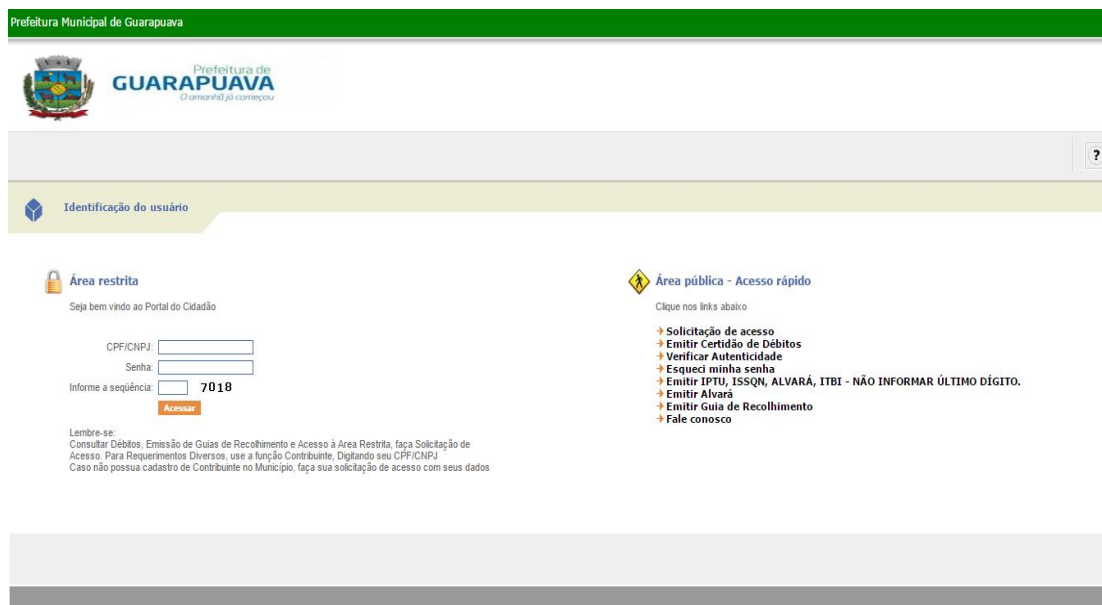 Prefeitura Municipal de Guarapuava
Prefeitura de
GUARAPUAVA
O amanhã já começou
?
Identificação do usuário
Área restrita
Seja bem vindo ao Portal do Cidadão
CPF/CNPJ:
Senha:
Informe a seqüência: 7018
Acessar
Lembre-se:
Consultar Débitos, Emissão de Guias de Recolhimento e Acesso à Area Restrita, faça Solicitação de
Acesso. Para Requerimentos Diversos, use a função Contribuinte, Digitando seu CPF/CNPJ
Caso não possua cadastro de Contribuinte no Município, faça sua solicitação de acesso com seus dados
Área pública - Acesso rápido
Clique nos links abaixo
Solicitação de acesso
Emitir Certidão de Débitos
Verificar Autenticidade
Esqueci minha senha
Emitir IPTU, ISSQN, ALVARÁ, ITBI - NÃO INFORMAR ÚLTIMO DÍGITO.
Emitir Alvará
Emitir Guia de Recolhimento
Fale conosco